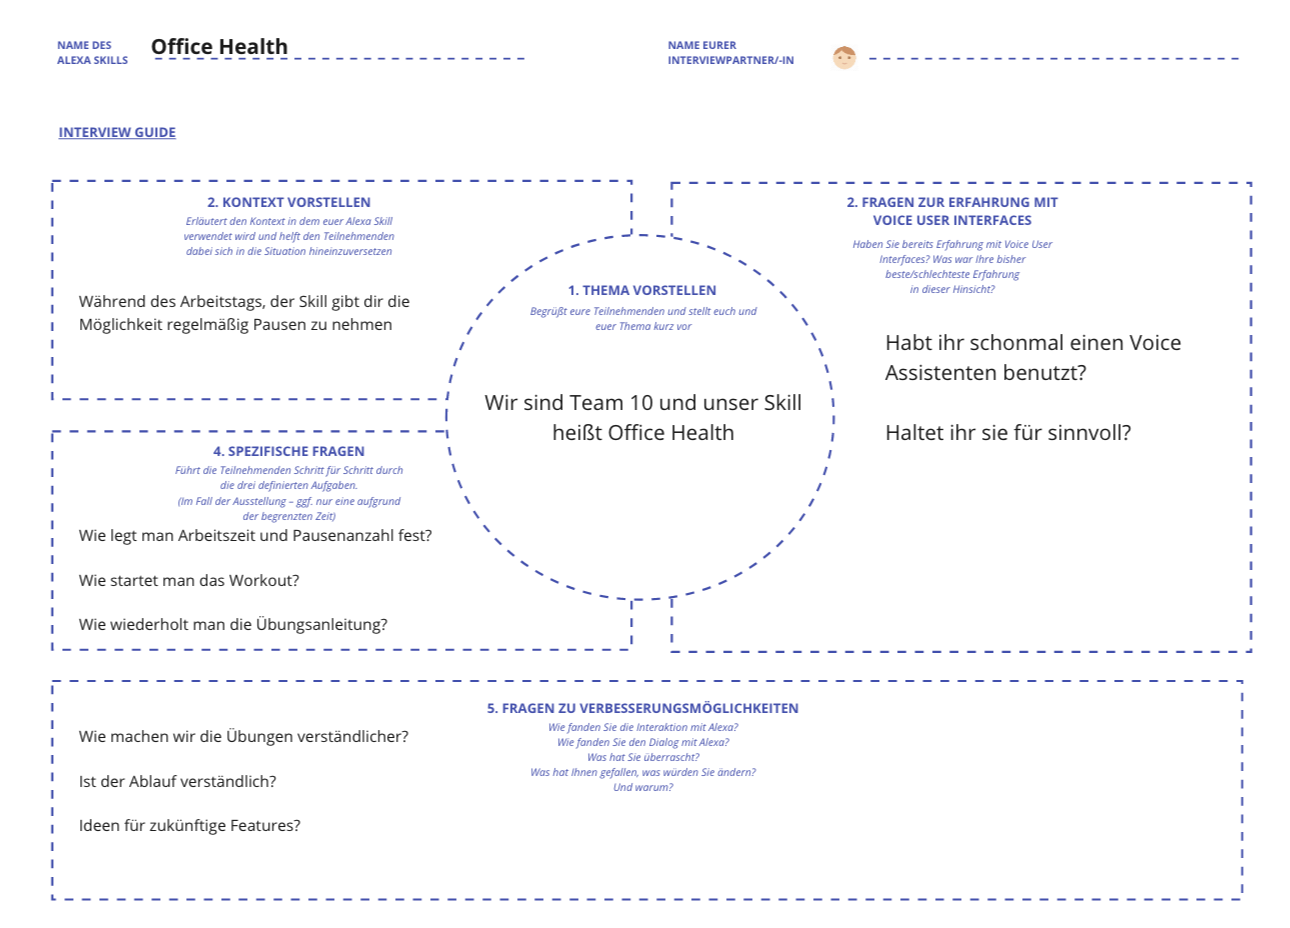 NAME DES
ALEXA SKILLS
Office Health
NAME EURER
INTERVIEWPARTNER/-IN
INTERVIEW GUIDE
2. KONTEXT VORSTELLEN
Erläutert den Kontext in dem euer Alexa Skill
verwendet wird und helft den Teilnehmenden
dabei sich in die Situation hineinzuversetzen
Während des Arbeitstags, der Skill gibt dir die
Möglichkeit regelmäßig Pausen zu nehmen
1. THEMA VORSTELLEN
Begrüßt eure Teilnehmenden und stellt euch und
euer Thema kurz vor
Wir sind Team 10 und unser Skill
heißt Office Health
2. FRAGEN ZUR ERFAHRUNG MIT
VOICE USER INTERFACES
Haben Sie bereits Erfahrung mit Voice User
Interfaces? Was war Ihre bisher
beste/schlechteste Erfahrung
in dieser Hinsicht?
Habt ihr schonmal einen Voice
Assistenten benutzt?
Haltet ihr sie für sinnvoll?
4. SPEZIFISCHE FRAGEN
Führt die Teilnehmenden Schritt für Schritt durch
die drei definierten Aufgaben.
(Im Fall der Ausstellung – ggf. nur eine aufgrund
der begrenzten Zeit)
Wie legt man Arbeitszeit und Pausenanzahl fest?
Wie startet man das Workout?
Wie wiederholt man die Übungsanleitung?
5. FRAGEN ZU VERBESSERUNGSMÖGLICHKEITEN
Wie fanden Sie die Interaktion mit Alexa?
Wie fanden Sie den Dialog mit Alexa?
Was hat Sie überrascht?
Was hat Ihnen gefallen, was würden Sie ändern?
Und warum?
Wie machen wir die Übungen verständlicher?
Ist der Ablauf verständlich?
Ideen für zukünftige Features?